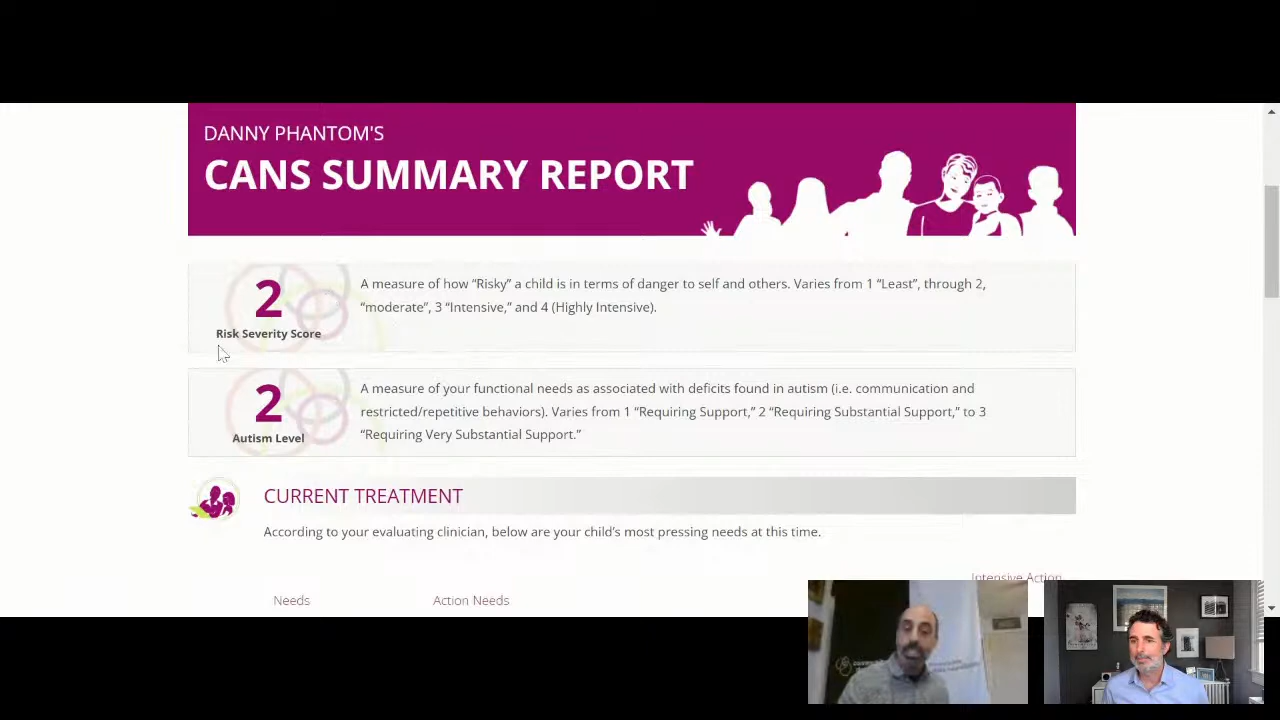 DANNY PHANTOM'S
CANS SUMMARY REPORT
2
Risk Severity Score
A measure of how “Risky” a child is in terms of danger to self and others. Varies from 1 “Least”, through 2,
“moderate”, 3 “Intensive,” and 4 (Highly Intensive).
2
Autism Level
A measure of your functional needs as associated with deficits found in autism (i.e. communication and
restricted/repetitive behaviors). Varies from 1 “Requiring Support,” 2 “Requiring Substantial Support,” to 3
“Requiring Very Substantial Support.”
CURRENT TREATMENT
According to your evaluating clinician, below are your child’s most pressing needs at this time.
Intensive Action
Needs
Action Needs